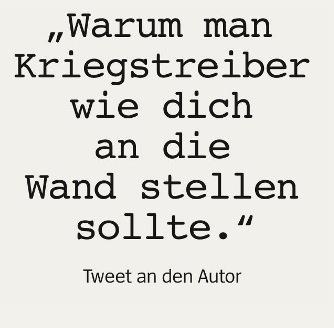 „Warum man
Kriegstreiber
wie dich
an die
Wand stellen
sollte.“
Tweet an den Autor